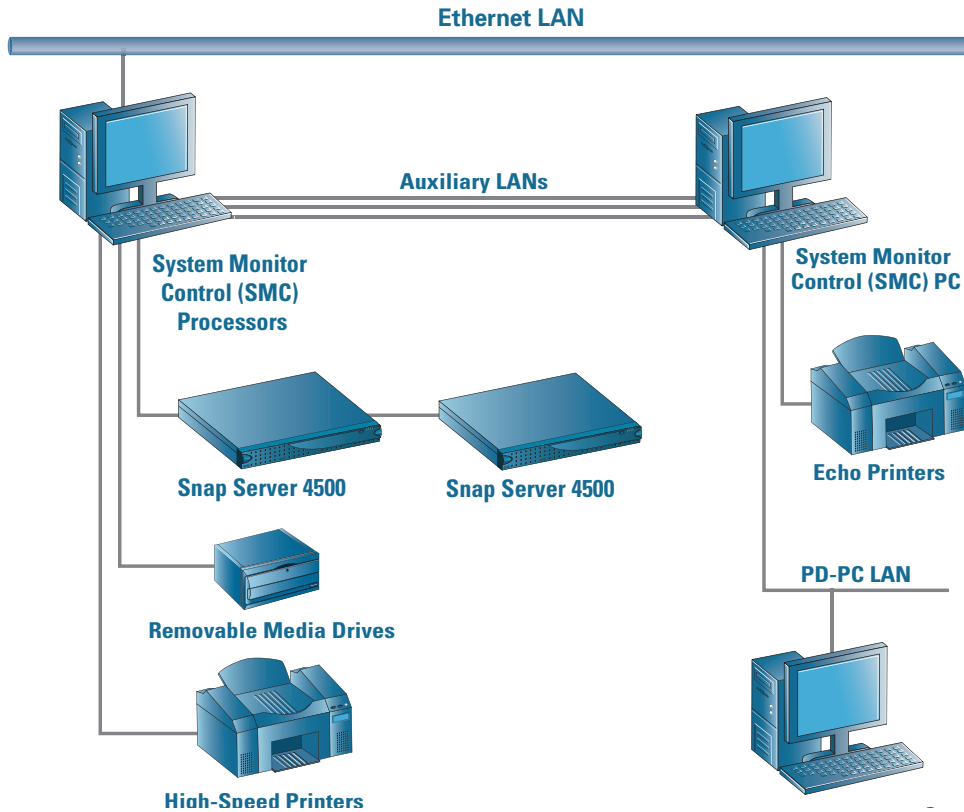 Ethernet LAN
Auxiliary LANs
System Monitor
Control (SMC)
Processors
System Monitor
Control (SMC) PC
Snap Server 4500
Snap Server 4500
Echo Printers
PD-PC LAN
Removable Media Drives
High-Speed Printers